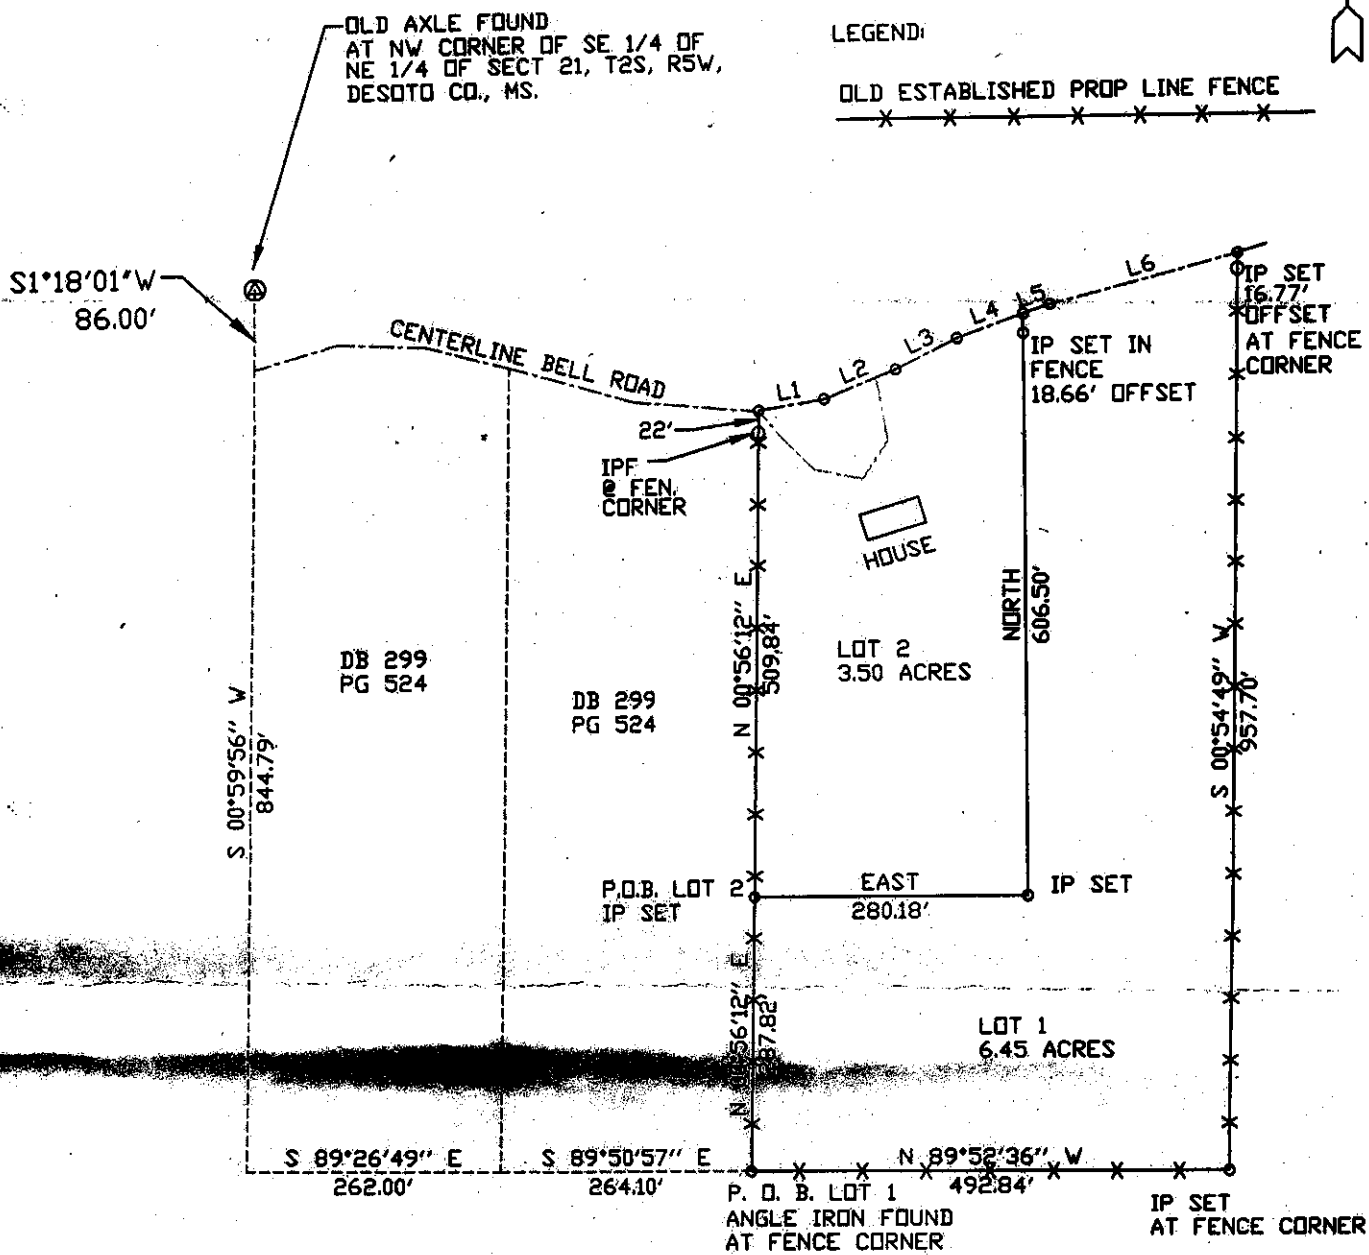 OLD AXLE FOUND
AT NW CORNER OF SE 1/4 OF
NE 1/4 OF SECT 21, T2S, R5W,
DESOTO CO., MS.
LEGEND:
OLD ESTABLISHED PROP LINE FENCE
S1°18'01"W
86.00'
CENTERLINE BELL ROAD
L1
L2
L3
L4
L5
L6
IP SET
16.77'
OFFSET
AT FENCE
CORNER
IP SET IN
FENCE
18.66' OFFSET
22'
IPF
@ FEN.
CORNER
HOUSE
NORTH
606.50'
N 00°56'12" E
509.84'
LOT 2
3.50 ACRES
DB 299
PG 524
DB 299
PG 524
S 00°59'56" W
844.79'
S 00°54'49" W
957.70'
P.O.B. LOT 2
IP SET
EAST
280.18'
IP SET
N 00°56'12" E
287.82'
LOT 1
6.45 ACRES
S 89°26'49" E
262.00'
S 89°50'57" E
264.10'
N 89°52'36" W
492.84'
P. O. B. LOT 1
ANGLE IRON FOUND
AT FENCE CORNER
IP SET
AT FENCE CORNER